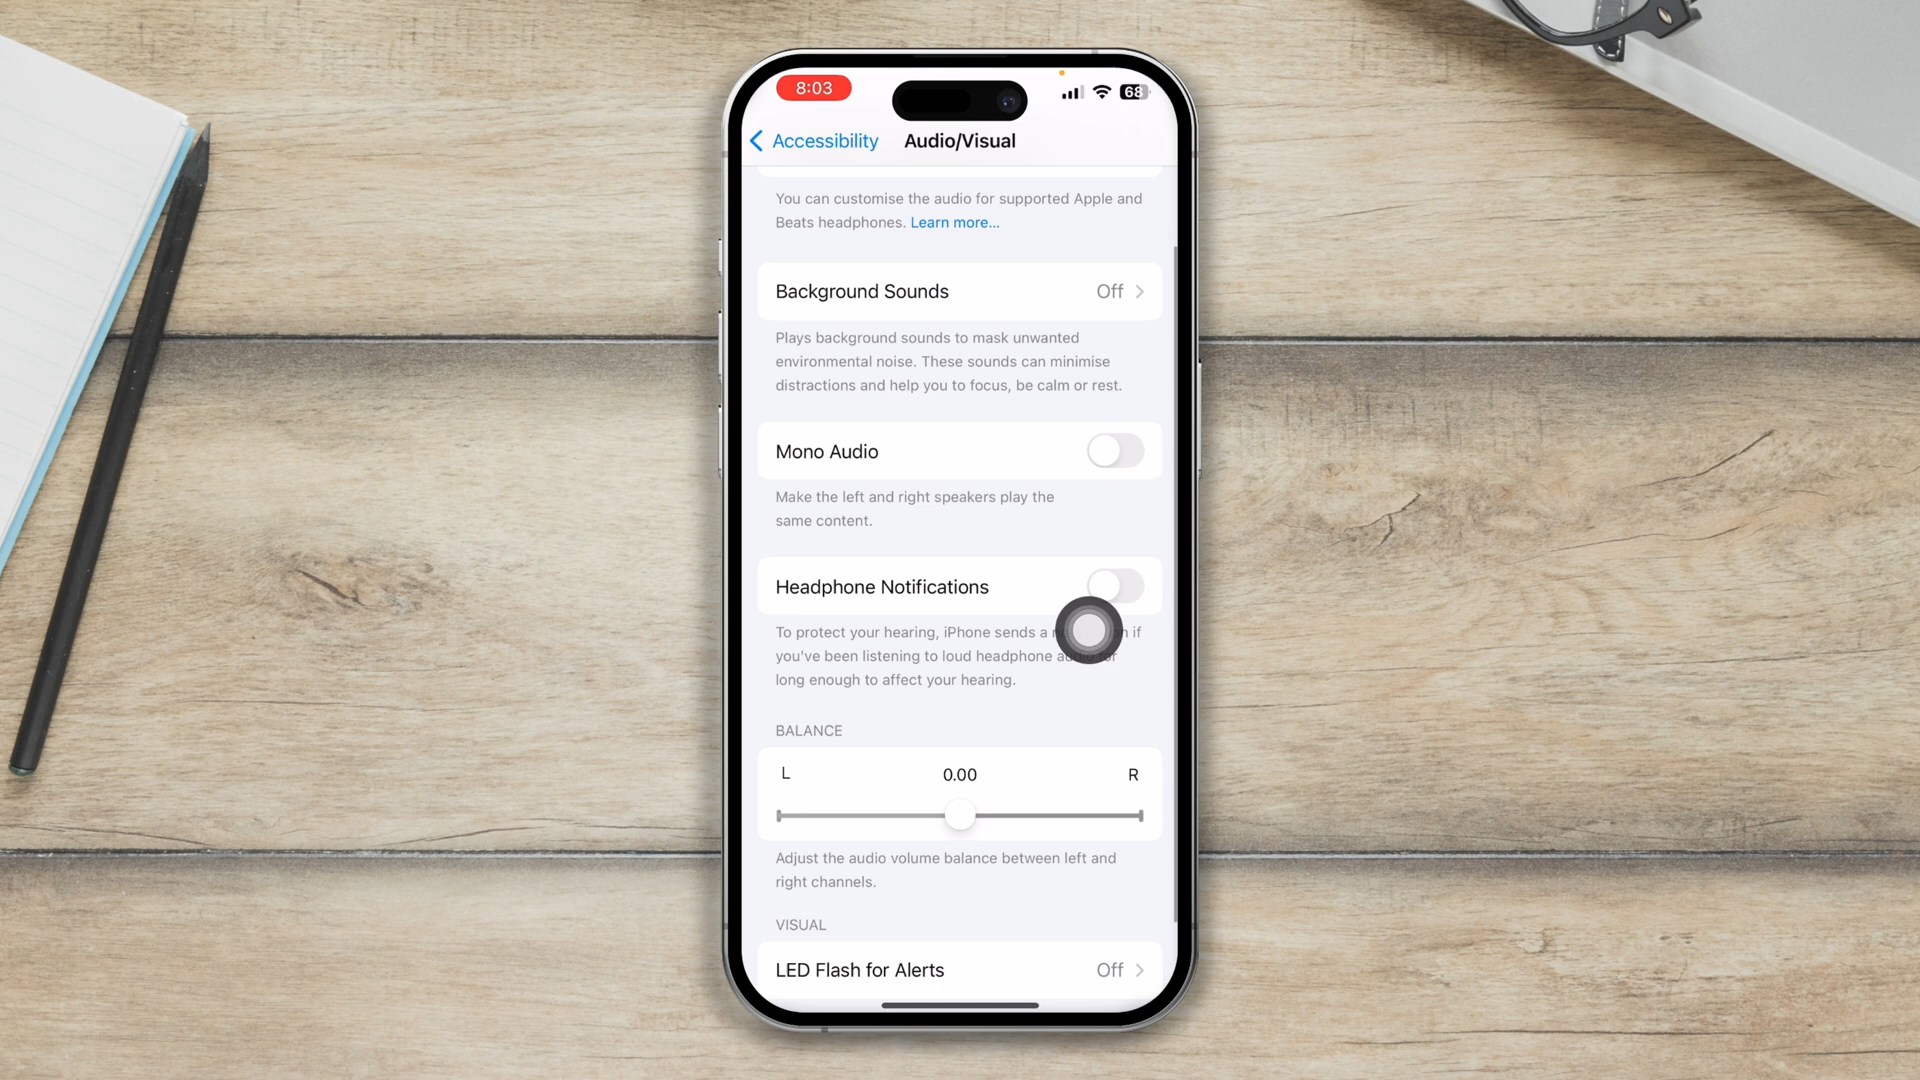 8:03
68
Accessibility
Audio/Visual
You can customise the audio for supported Apple and
Beats headphones. Learn more...
Background Sounds
Off
Plays background sounds to mask unwanted
environmental noise. These sounds can minimise
distractions and help you to focus, be calm or rest.
Mono Audio
Make the left and right speakers play the
same content.
Headphone Notifications
To protect your hearing, iPhone sends a if
you've been listening to loud headphone
long enough to affect your hearing.
BALANCE
L
0.00
R
Adjust the audio volume balance between left and
right channels.
VISUAL
LED Flash for Alerts
Off